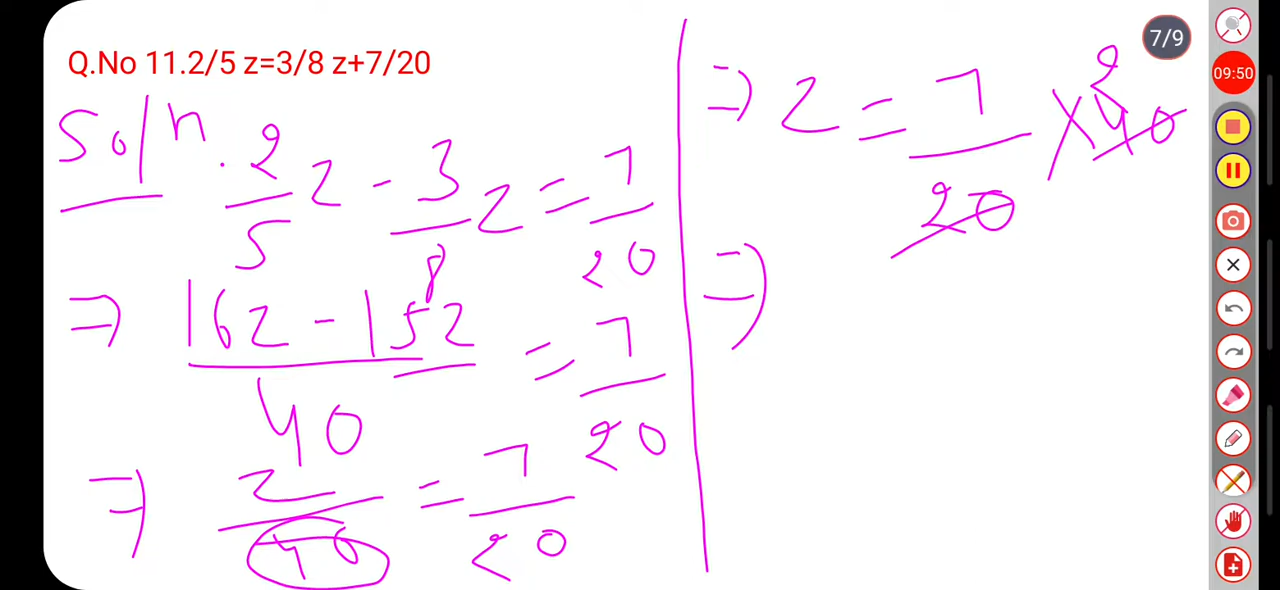 Q.No 11.2/5 z=3/8 z+7/20
Soln. 2/5 z - 3/8 z = 7/20
⇒ 16z - 15z / 40 = 7/20
⇒ z/40 = 7/20
⇒ z = 7/20 × 40 2
⇒
7/9
09:50